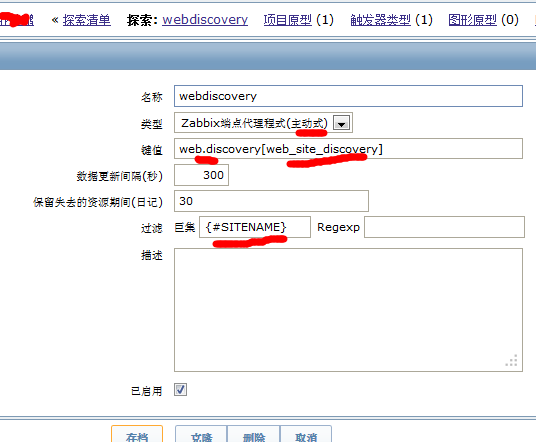 « 探索清单 探索: webdiscovery 项目原型 (1) 触发器类型 (1) 图形原型 (0)
名称 webdiscovery
类型 Zabbix端点代理程式(主动式)
键值 web.discovery[web_site_discovery]
数据更新间隔(秒) 300
保留失去的资源期间(日记) 30
过滤 巨集 {#SITENAME} Regexp
描述
已启用
存档 克隆 删除 取消